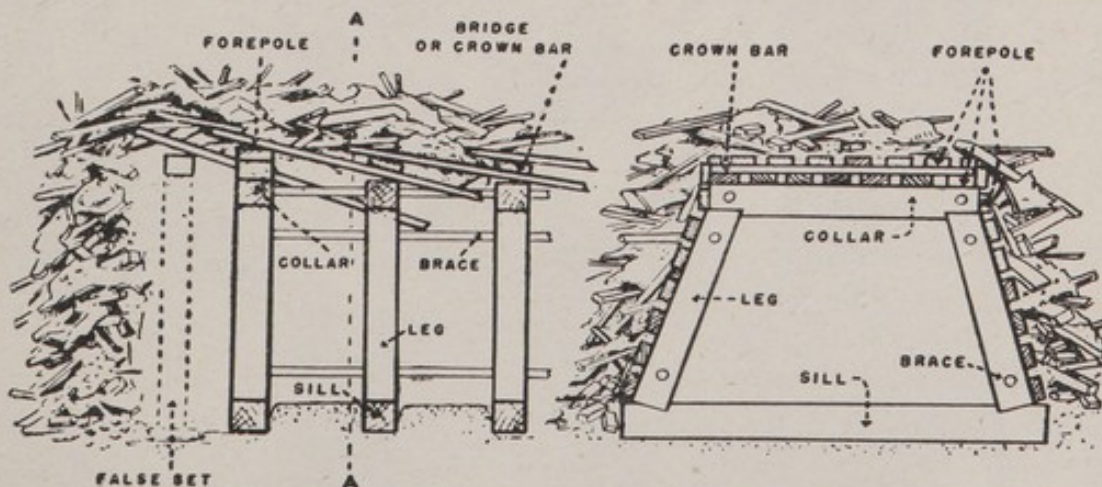 A
FOREPOLE
BRIDGE
OR CROWN BAR
COLLAR
BRACE
LEG
SILL
FALSE SET
A
CROWN BAR
FOREPOLE
COLLAR
LEG
BRACE
SILL